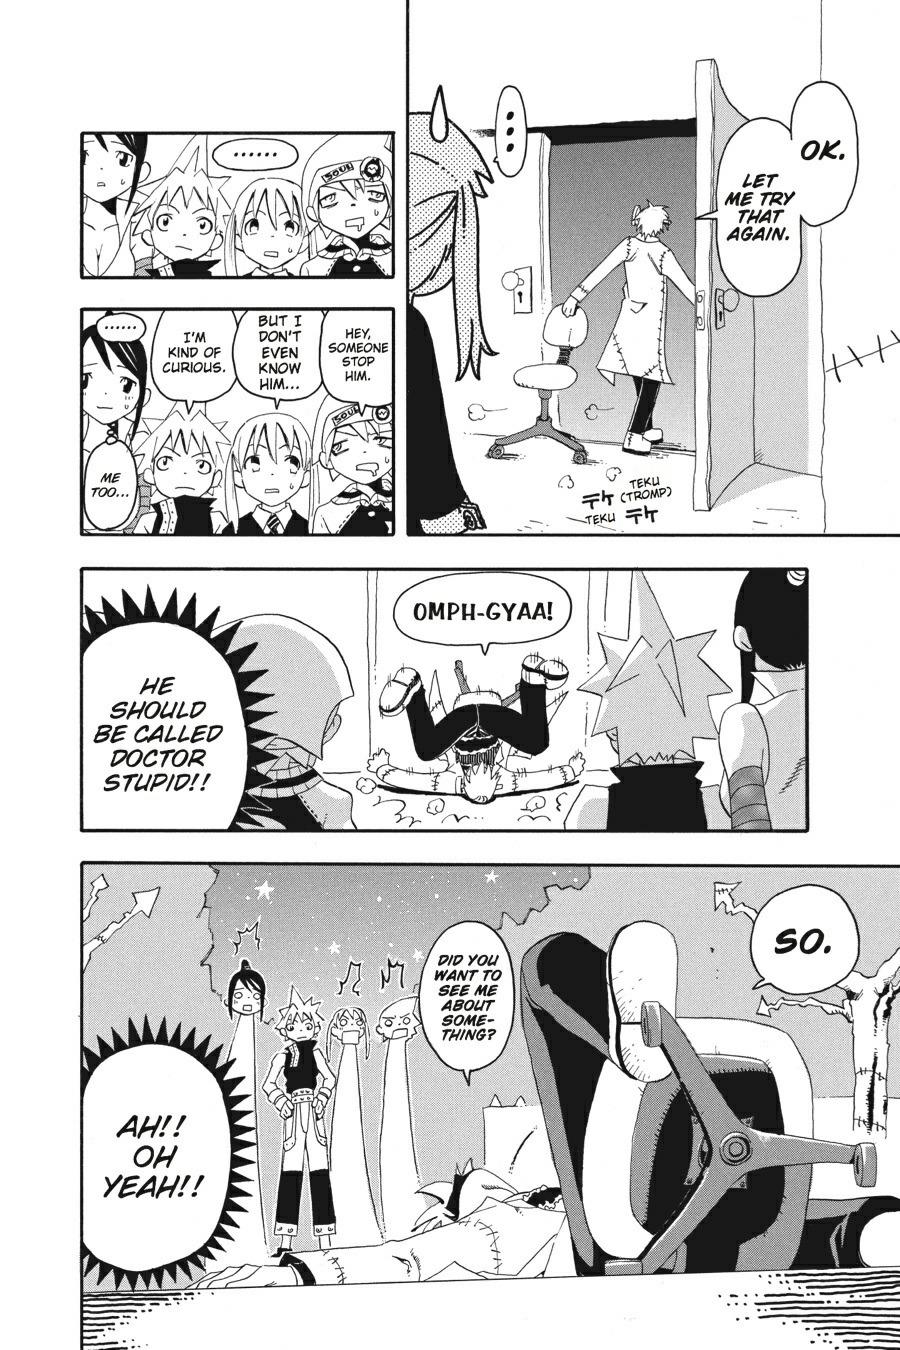 OK.
LET
ME TRY
THAT
AGAIN.
テケ
TEKU
(TROMP)
TEKU
テケ
SOUL
HEY,
SOMEONE
STOP
HIM.
BUT I
DON'T
EVEN
KNOW
HIM...
I'M
KIND OF
CURIOUS.
......
ME
TOO...
SOUL
OMPH-GYAA!
HE
SHOULD
BE CALLED
DOCTOR
STUPID!!
SO.
DID YOU
WANT TO
SEE ME
ABOUT
SOME-
THING?
AH!!
OH
YEAH!!